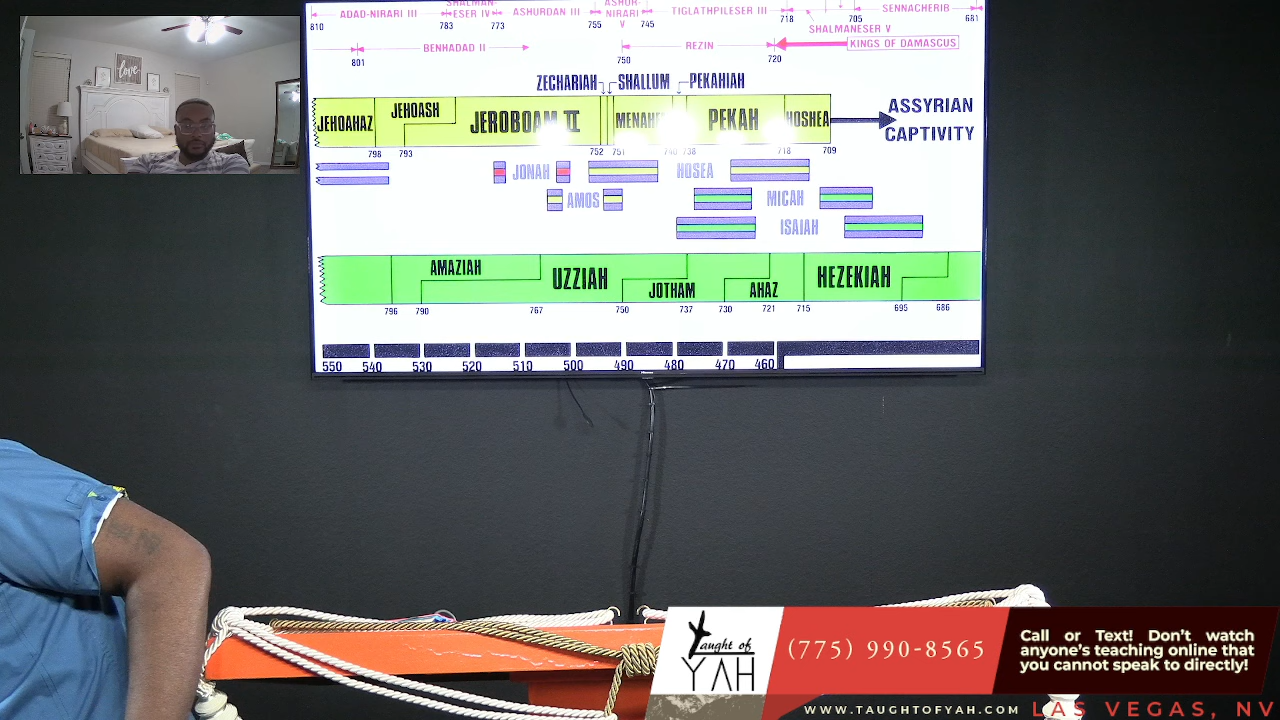 ADAD-NIRARI III
SHALMAN-
ESER IV
ASHURDAN III
ASHUR-
NIRARI
V
TIGLATHPILESER III
SENNACHERIB
810
783
773
755
745
718
705
681
SHALMANESER V
BENHADAD II
REZIN
KINGS OF DAMASCUS
801
750
720
ZECHARIAH
SHALLUM
PEKAHIAH
JEHOAHAZ
JEHOASH
JEROBOAM II
PEKAH
HOSHEA
ASSYRIAN
CAPTIVITY
798
793
752
751
738
718
709
JONAH
HOSEA
AMOS
MICAH
ISAIAH
AMAZIAH
UZZIAH
JOTHAM
AHAZ
HEZEKIAH
796
790
767
750
737
730
721
715
695
686
550
540
530
520
510
500
490
480
470
460
Hisense
love
taught of
YAH
(775) 990-8565
Call or Text! Don't watch
anyone's teaching online that
you cannot speak to directly!
WWW.TAUGHTOFYAH.COM
LAS VEGAS, NV